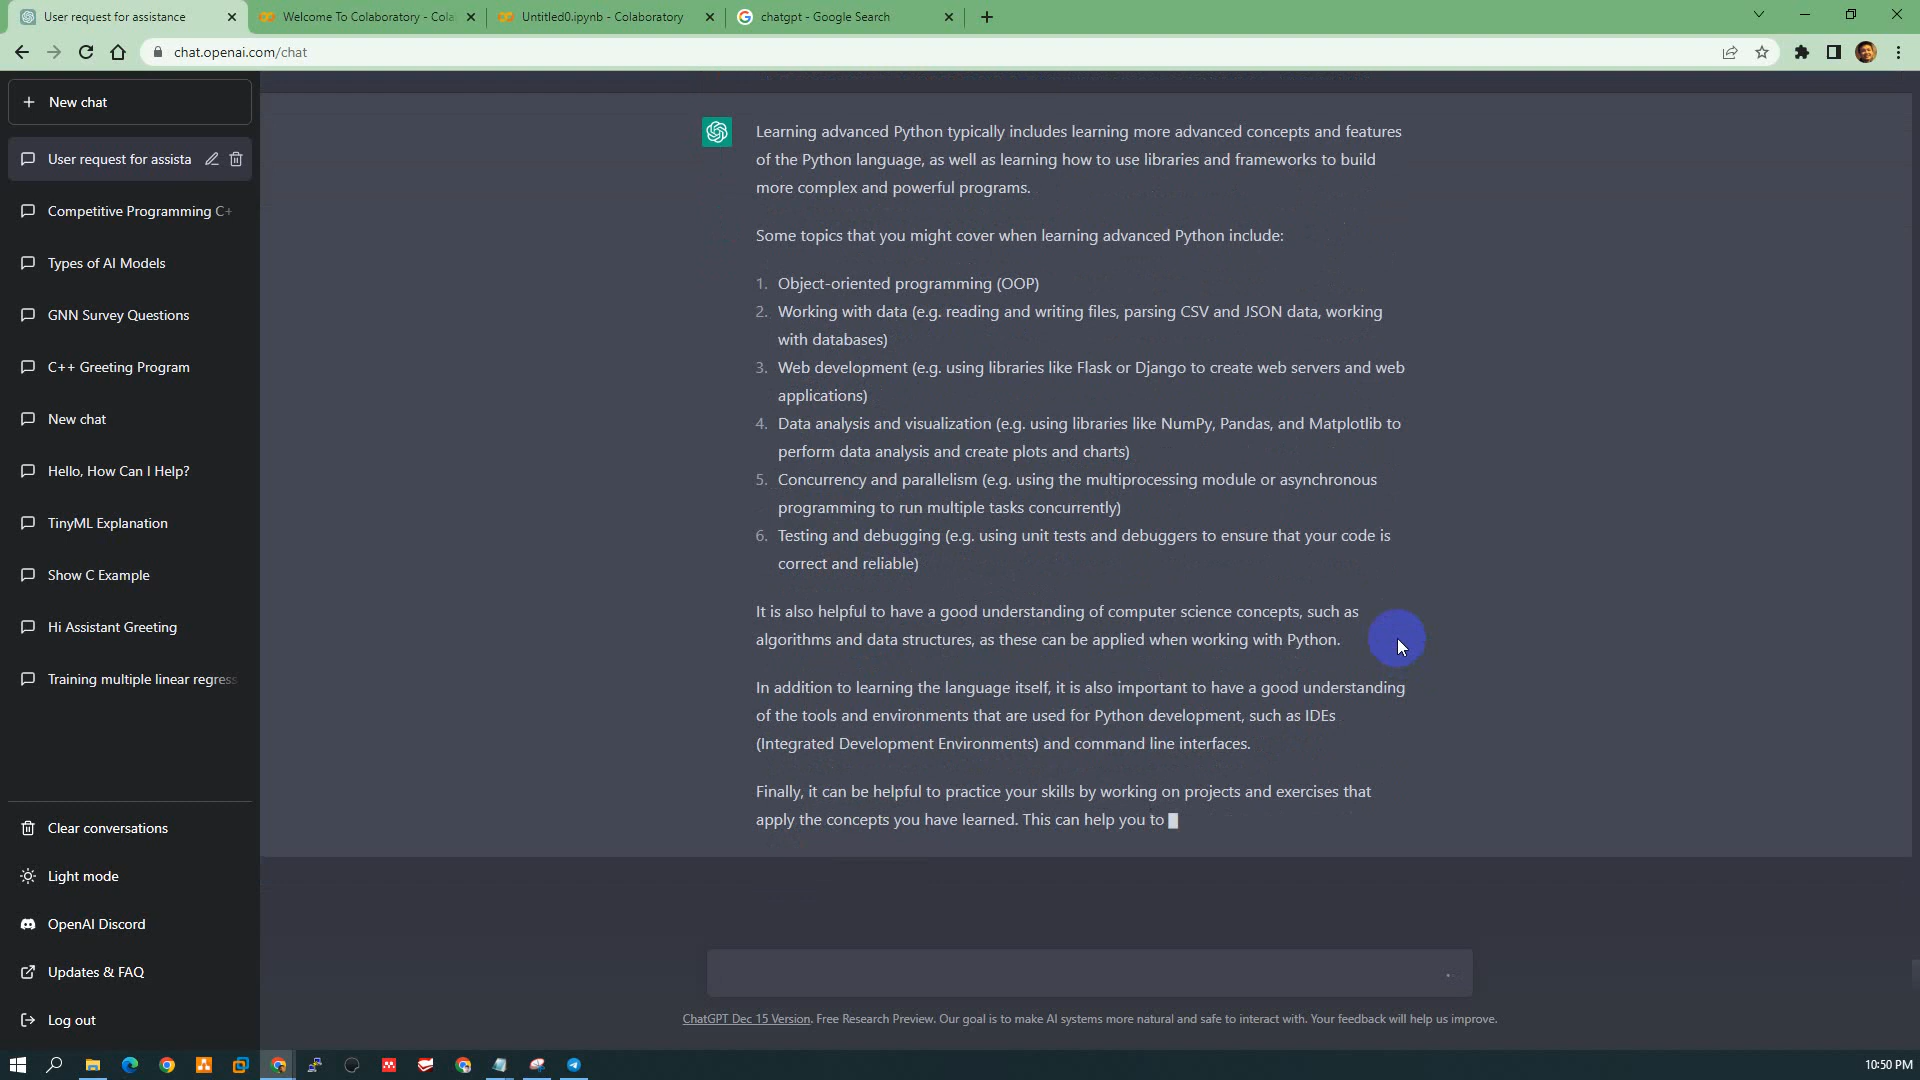 User request for assistance
Welcome To Colaboratory - Cola
Untitled0.ipynb - Colaboratory
chatgpt - Google Search
chat.openai.com/chat
New chat
User request for assista
Competitive Programming C+
Types of AI Models
GNN Survey Questions
C++ Greeting Program
New chat
Hello, How Can I Help?
TinyML Explanation
Show C Example
Hi Assistant Greeting
Training multiple linear regress
Clear conversations
Light mode
OpenAI Discord
Updates & FAQ
Log out
Learning advanced Python typically includes learning more advanced concepts and features
of the Python language, as well as learning how to use libraries and frameworks to build
more complex and powerful programs.
Some topics that you might cover when learning advanced Python include:
1. Object-oriented programming (OOP)
2. Working with data (e.g. reading and writing files, parsing CSV and JSON data, working
with databases)
3. Web development (e.g. using libraries like Flask or Django to create web servers and web
applications)
4. Data analysis and visualization (e.g. using libraries like NumPy, Pandas, and Matplotlib to
perform data analysis and create plots and charts)
5. Concurrency and parallelism (e.g. using the multiprocessing module or asynchronous
programming to run multiple tasks concurrently)
6. Testing and debugging (e.g. using unit tests and debuggers to ensure that your code is
correct and reliable)
It is also helpful to have a good understanding of computer science concepts, such as
algorithms and data structures, as these can be applied when working with Python.
In addition to learning the language itself, it is also important to have a good understanding
of the tools and environments that are used for Python development, such as IDEs
(Integrated Development Environments) and command line interfaces.
Finally, it can be helpful to practice your skills by working on projects and exercises that
apply the concepts you have learned. This can help you to
ChatGPT Dec 15 Version. Free Research Preview. Our goal is to make AI systems more natural and safe to interact with. Your feedback will help us improve.
10:50 PM